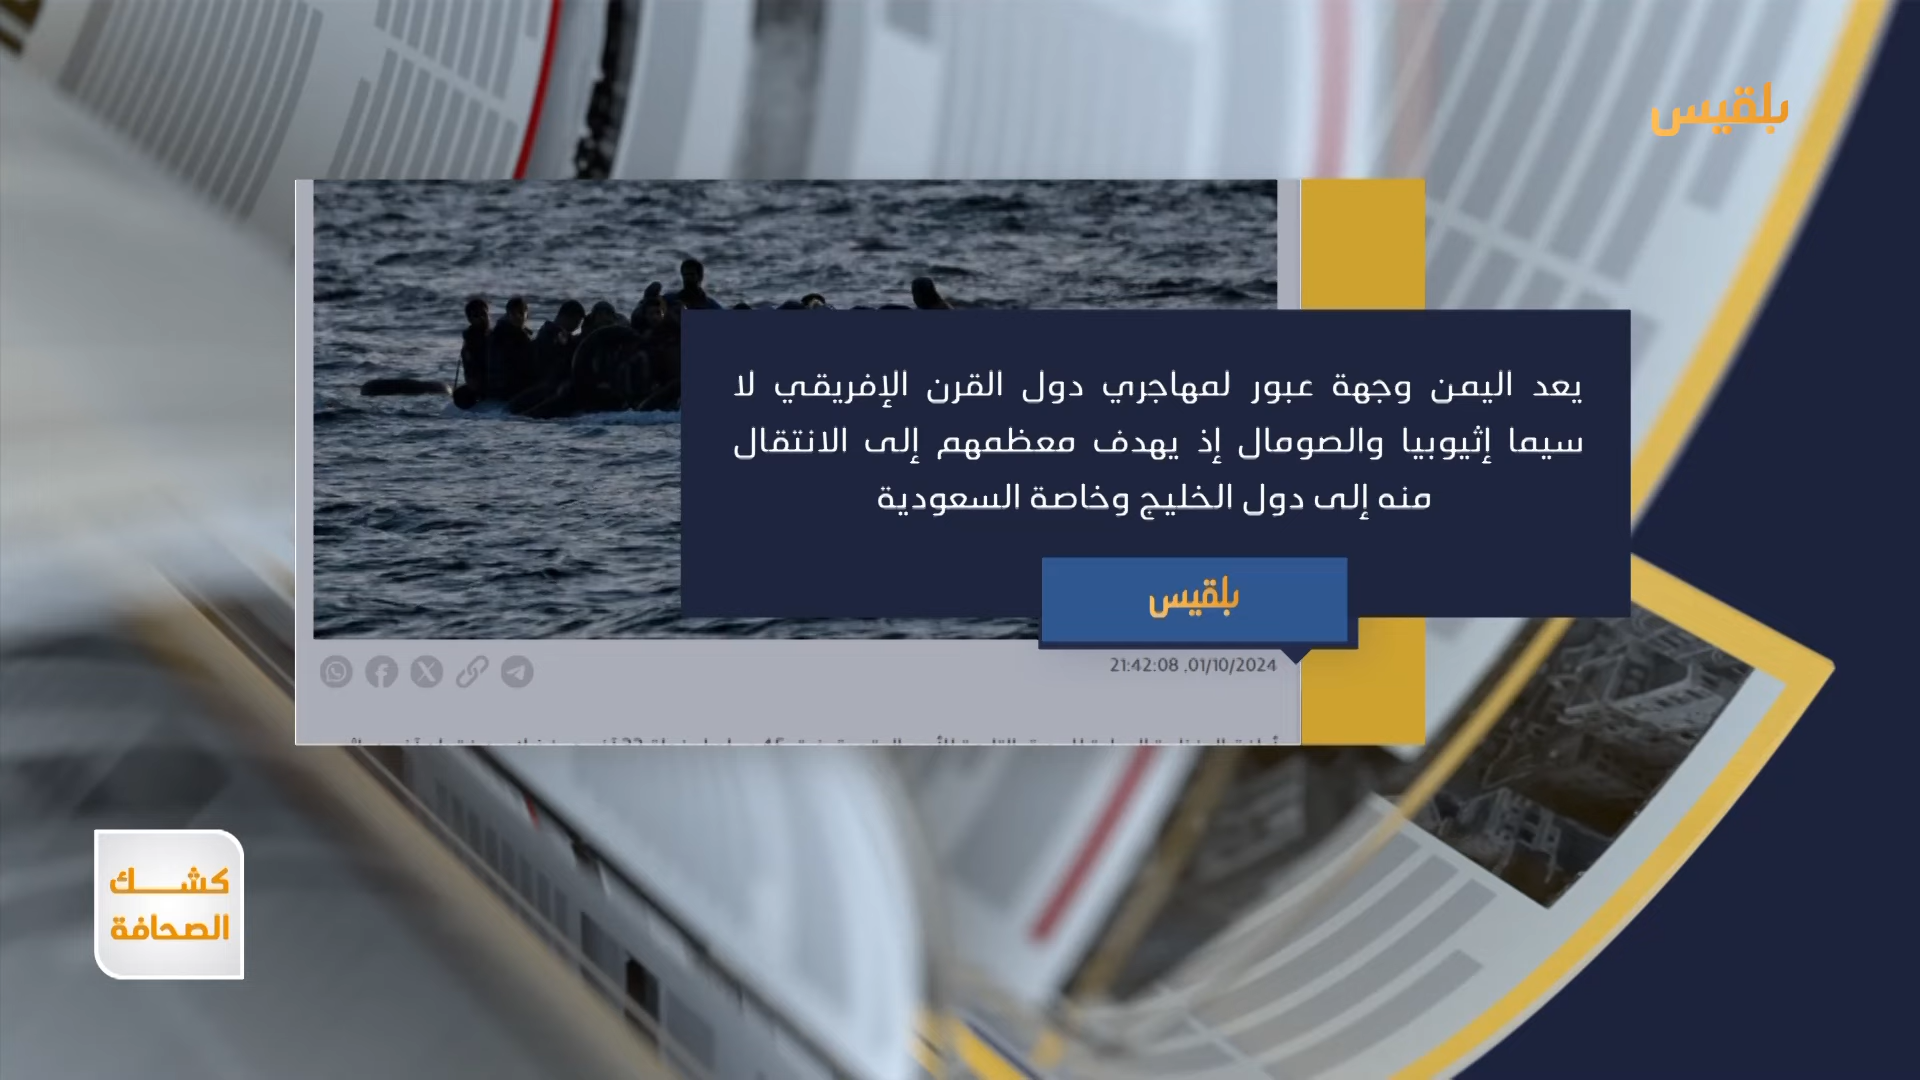 بلقيس
يعد اليمن وجهة عبور لمهاجري دول القرن الإفريقي لا
سيما إثيوبيا والصومال إذ يهدف معظمهم إلى الانتقال
منه إلى دول الخليج وخاصة السعودية
بلقيس
21:42:08 ,01/10/2024
كشك
الصحافة